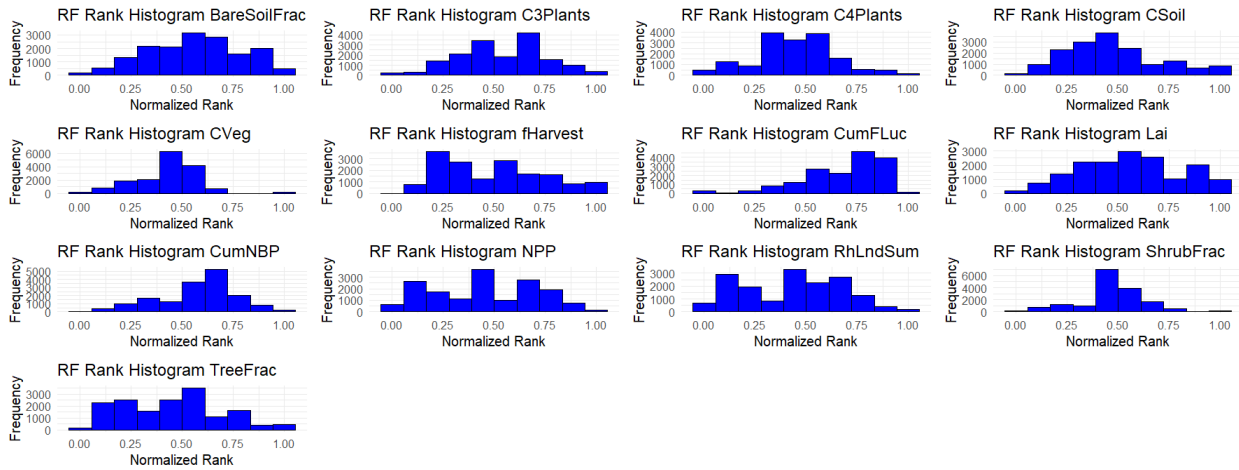 RF Rank Histogram BareSoilFrac
Frequency
3000
2000
1000
0
0.00 0.25 0.50 0.75 1.00
Normalized Rank
RF Rank Histogram C3Plants
Frequency
4000
3000
2000
1000
0
0.00 0.25 0.50 0.75 1.00
Normalized Rank
RF Rank Histogram C4Plants
Frequency
4000
3000
2000
1000
0
0.00 0.25 0.50 0.75 1.00
Normalized Rank
RF Rank Histogram CSoil
Frequency
3000
2000
1000
0
0.00 0.25 0.50 0.75 1.00
Normalized Rank
RF Rank Histogram CVeg
Frequency
6000
4000
2000
0
0.00 0.25 0.50 0.75 1.00
Normalized Rank
RF Rank Histogram fHarvest
Frequency
3000
2000
1000
0
0.00 0.25 0.50 0.75 1.00
Normalized Rank
RF Rank Histogram CumFLuc
Frequency
4000
3000
2000
1000
0
0.00 0.25 0.50 0.75 1.00
Normalized Rank
RF Rank Histogram Lai
Frequency
3000
2000
1000
0
0.00 0.25 0.50 0.75 1.00
Normalized Rank
RF Rank Histogram CumNBP
Frequency
5000
4000
3000
2000
1000
0
0.00 0.25 0.50 0.75 1.00
Normalized Rank
RF Rank Histogram NPP
Frequency
3000
2000
1000
0
0.00 0.25 0.50 0.75 1.00
Normalized Rank
RF Rank Histogram RhLndSum
Frequency
3000
2000
1000
0
0.00 0.25 0.50 0.75 1.00
Normalized Rank
RF Rank Histogram ShrubFrac
Frequency
6000
4000
2000
0
0.00 0.25 0.50 0.75 1.00
Normalized Rank
RF Rank Histogram TreeFrac
Frequency
3000
2000
1000
0
0.00 0.25 0.50 0.75 1.00
Normalized Rank